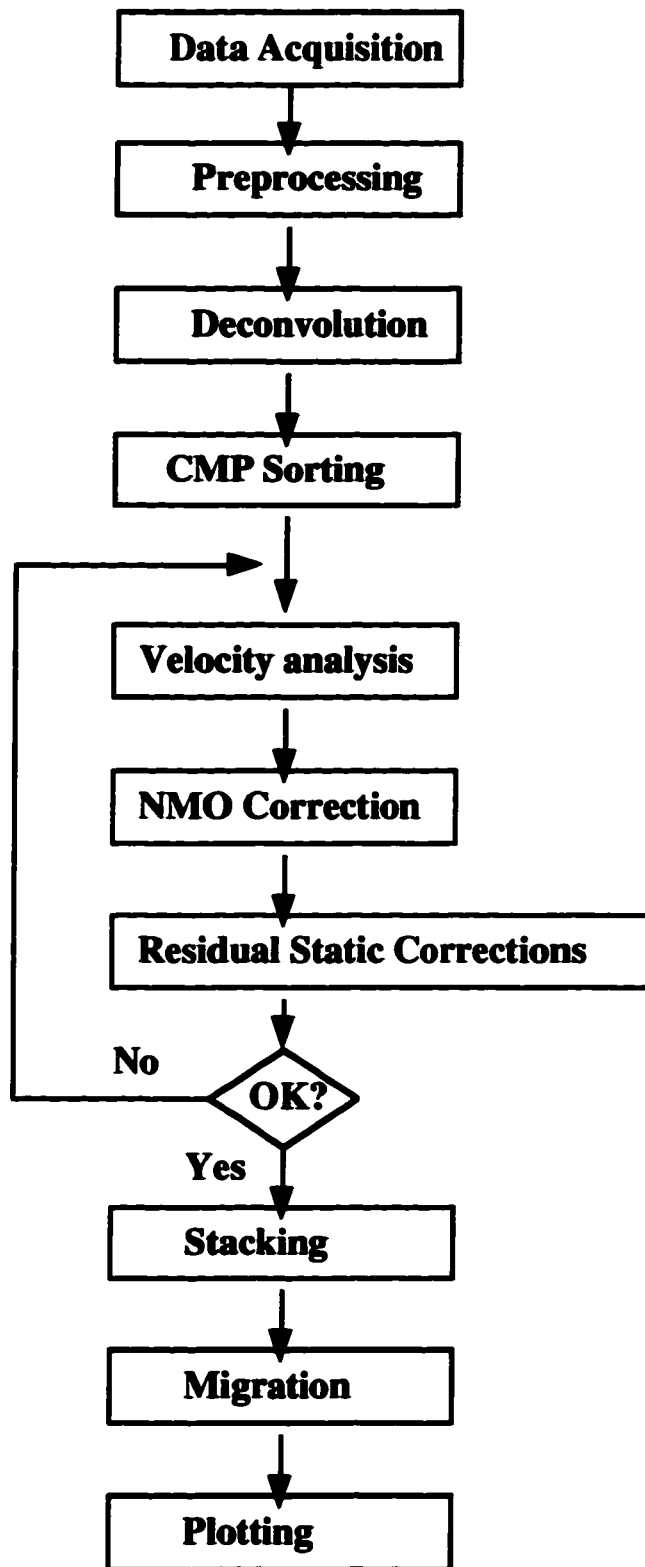 Data Acquisition
Preprocessing
Deconvolution
CMP Sorting
Velocity analysis
NMO Correction
Residual Static Corrections
No
OK?
Yes
Stacking
Migration
Plotting